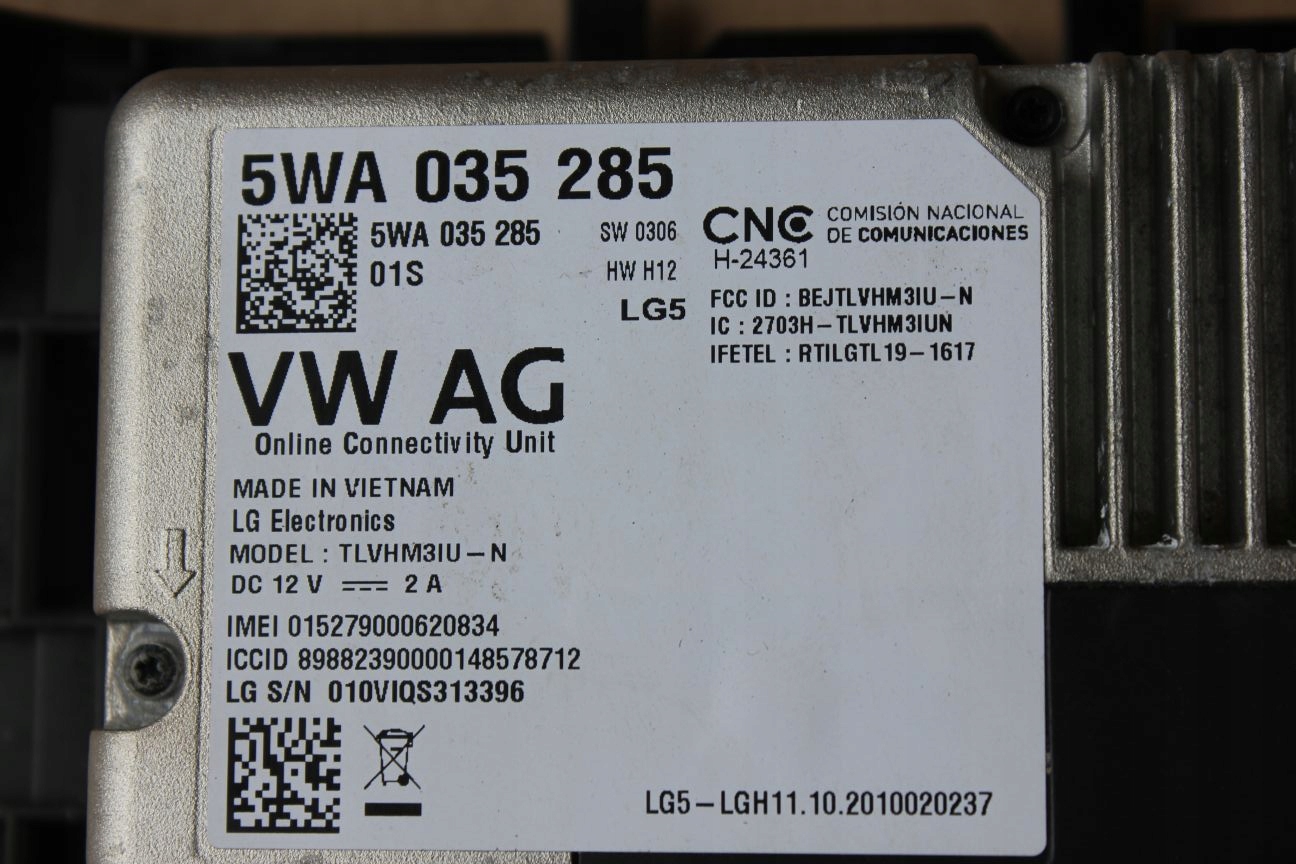 5WA 035 285
5WA 035 285
01S
SW 0306
HW H12
LG5
CNC COMISIÓN NACIONAL
DE COMUNICACIONES
H-24361
FCC ID : BEJTLVHM3IU-N
IC : 2703H-TLVHM3IUN
IFETEL : RTILGTL19-1617
VW AG
Online Connectivity Unit
MADE IN VIETNAM
LG Electronics
MODEL : TLVHM3IU-N
DC 12 V ⎓ 2 A
IMEI 015279000620834
ICCID 89882390000148578712
LG S/N 010VIQS313396
LG5-LGH11.10.2010020237